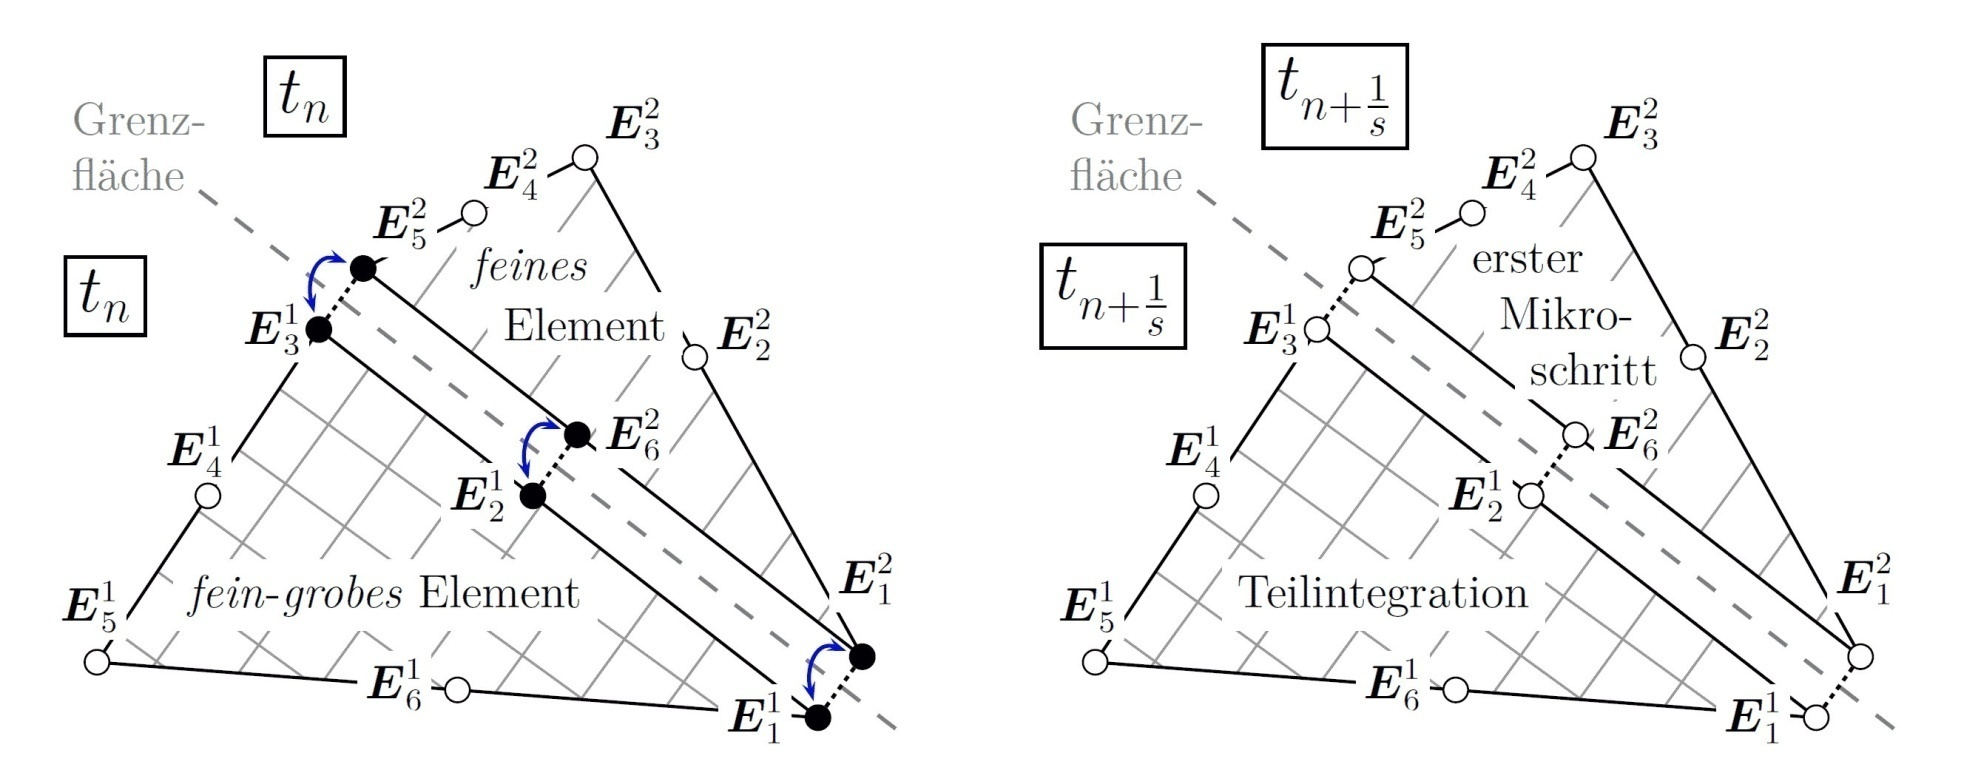 t_n
Grenz-
fläche
E_3^2
E_4^2
E_5^2
feines
t_n
E_3^1
Element
E_2^2
E_6^2
E_4^1
E_2^1
E_1^2
fein-grobes Element
E_5^1
E_6^1
E_1^1
t_{n+\frac{1}{s}}
Grenz-
fläche
E_3^2
E_4^2
E_5^2
erster
t_{n+\frac{1}{s}}
Mikro-
E_3^1
E_2^2
schritt
E_6^2
E_4^1
E_2^1
E_1^2
Teilintegration
E_5^1
E_6^1
E_1^1